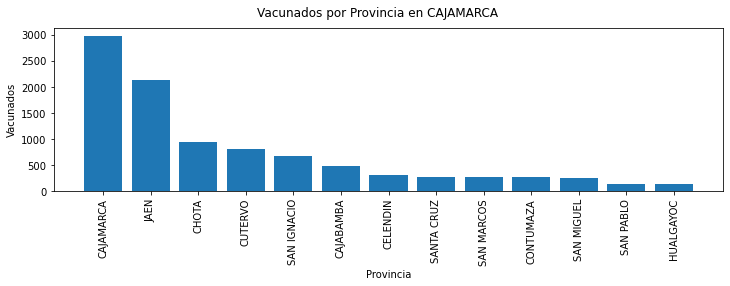 Vacunados por Provincia en CAJAMARCA
Vacunados
3000
2500
2000
1500
1000
500
0
CAJAMARCA
JAEN
CHOTA
CUTERVO
SAN IGNACIO
CAJABAMBA
CELENDIN
SANTA CRUZ
SAN MARCOS
CONTUMAZA
SAN MIGUEL
SAN PABLO
HUALGAYOC
Provincia